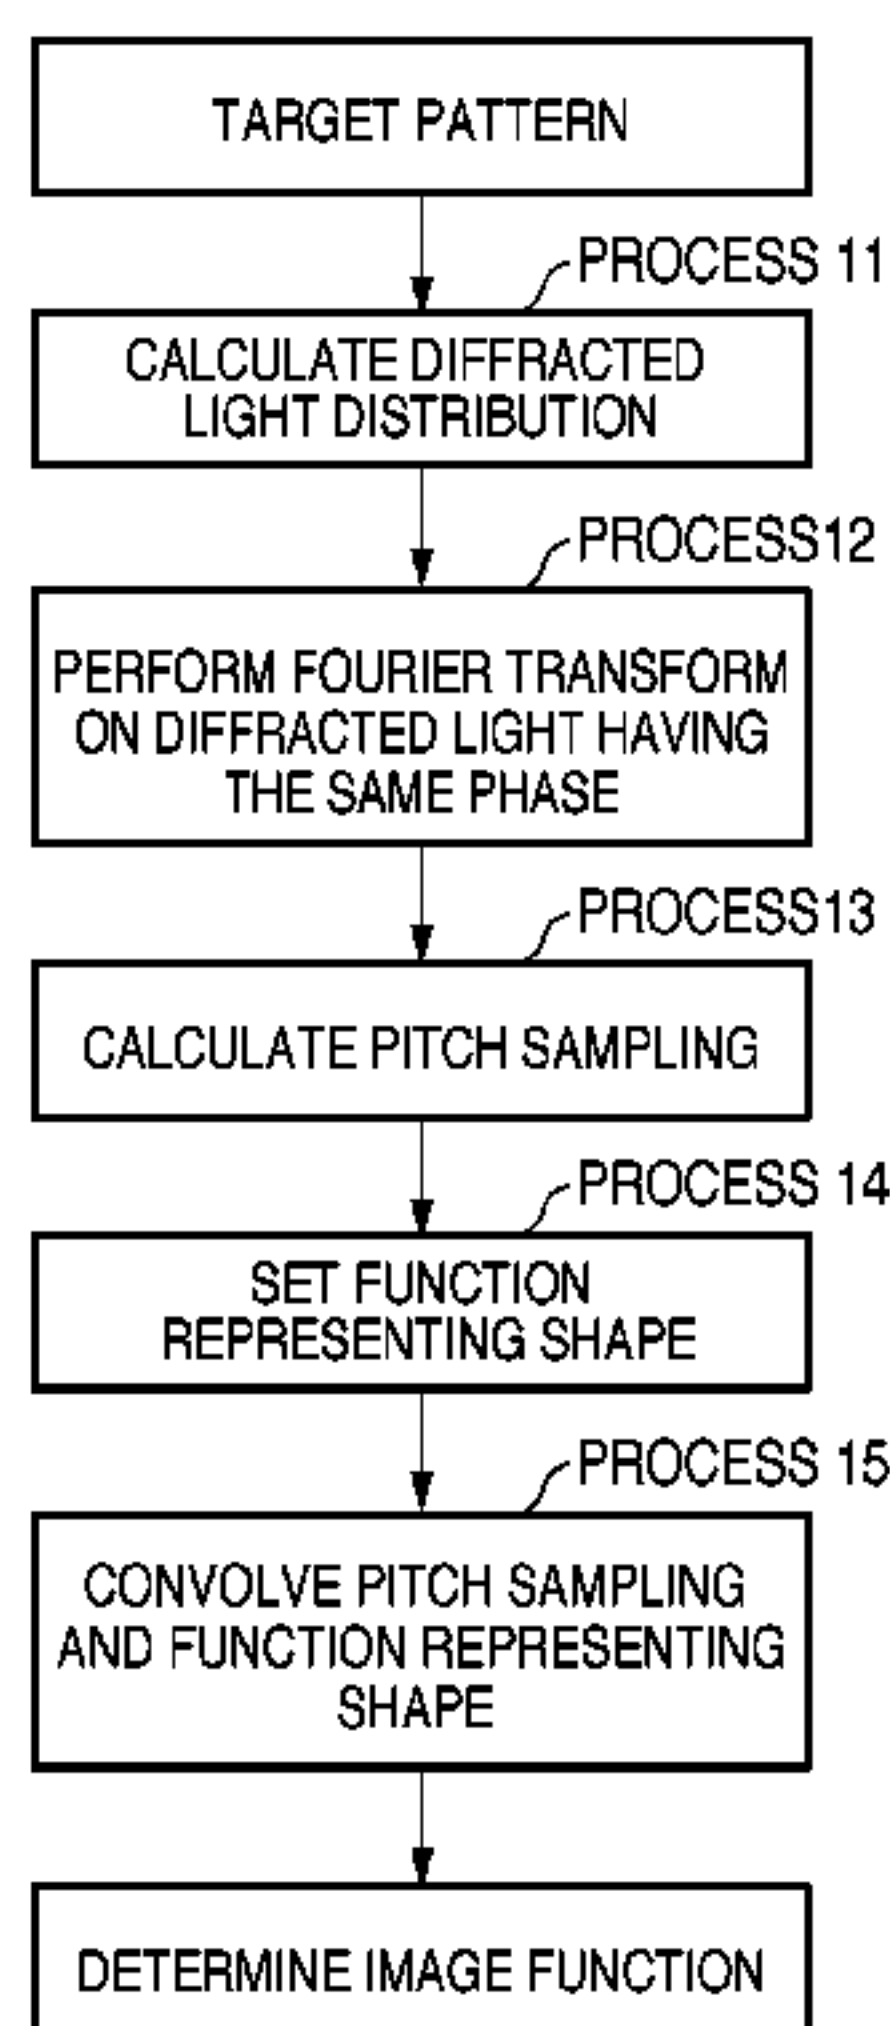 TARGET PATTERN
PROCESS 11
CALCULATE DIFFRACTED
LIGHT DISTRIBUTION
PROCESS12
PERFORM FOURIER TRANSFORM
ON DIFFRACTED LIGHT HAVING
THE SAME PHASE
PROCESS13
CALCULATE PITCH SAMPLING
PROCESS 14
SET FUNCTION
REPRESENTING SHAPE
PROCESS 15
CONVOLVE PITCH SAMPLING
AND FUNCTION REPRESENTING
SHAPE
DETERMINE IMAGE FUNCTION